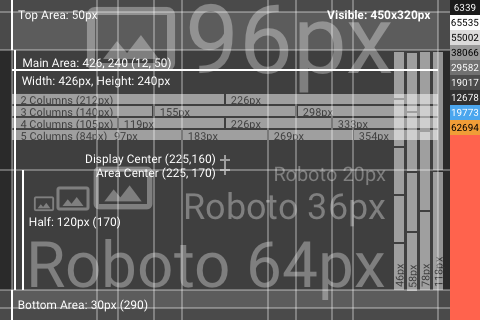 Top Area: 50px
Visible: 450x320px
96px
Main Area: 426, 240 (12, 50)
Width: 426px, Height: 240px
2 Columns (212px) 226px
3 Columns (140px) 155px 298px
4 Columns (105px) 119px 226px 333px
5 Columns (84px) 97px 183px 269px 354px
Display Center (225,160)
Area Center (225, 170)
Roboto 20px
Roboto 36px
Half: 120px (170)
Roboto 64px
Bottom Area: 30px (290)
46px
58px
78px
118px
6339
65535
55002
38066
29582
19017
12678
19773
62694